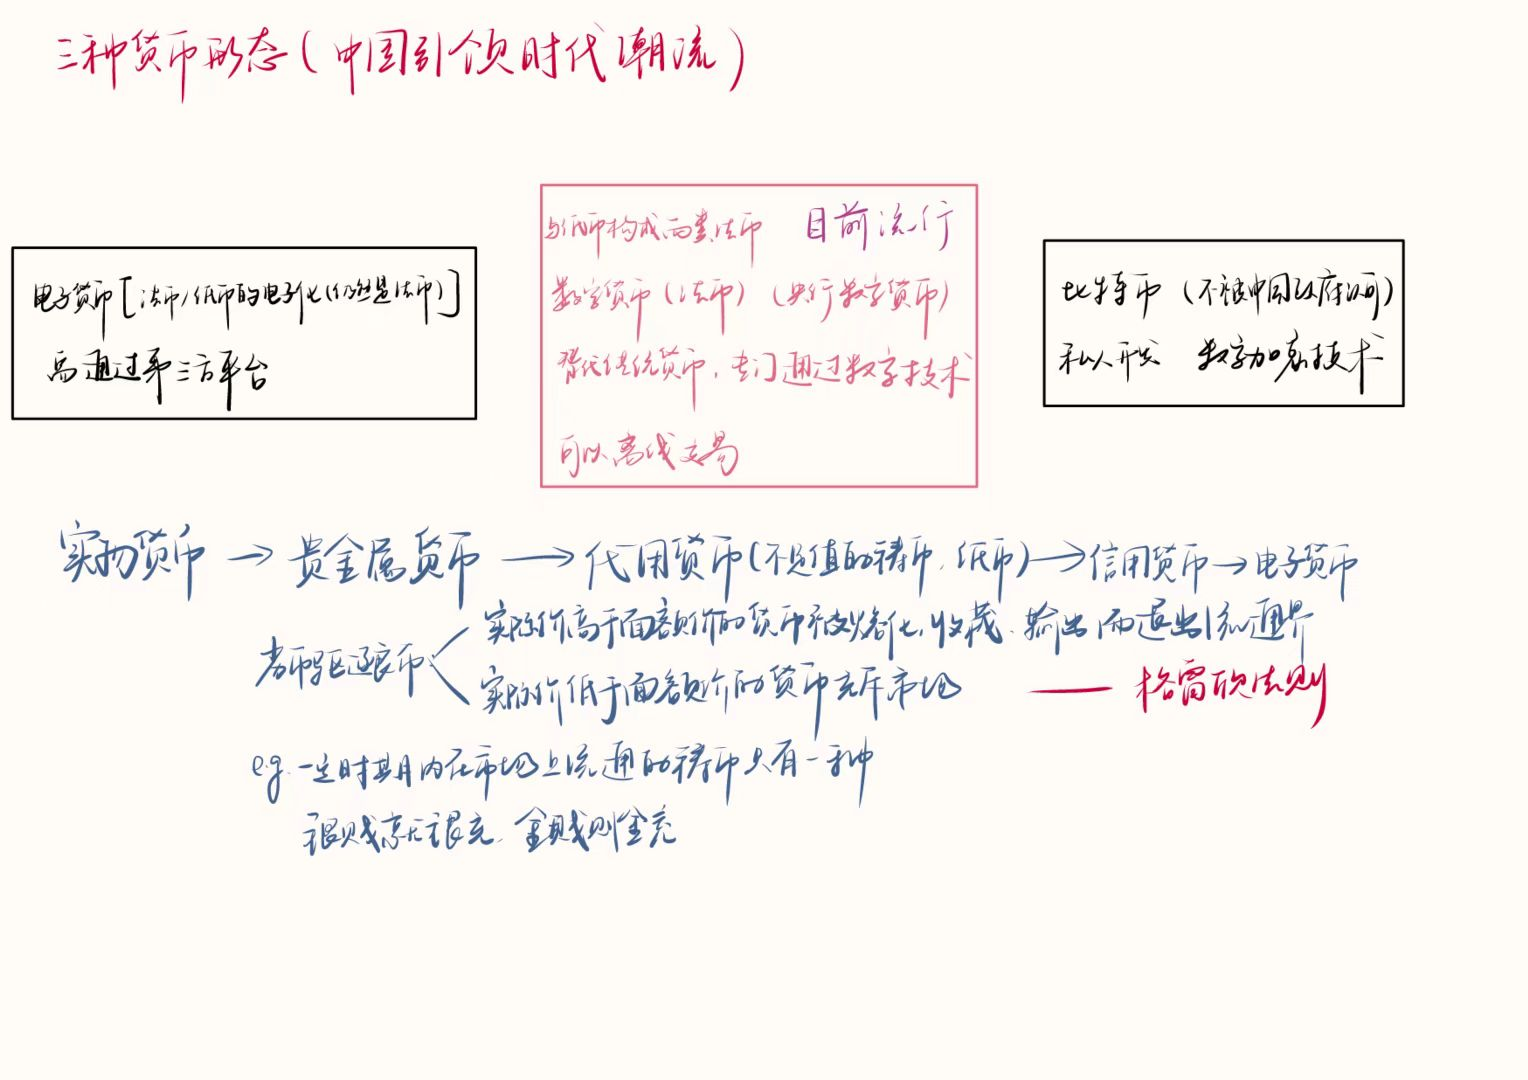 三种货币形态(中国引领时代潮流)
电子货币[法币/纸币的电子化(仍然是法币)]
需通过第三方平台
与纸币构成两类法币 目前流行
数字货币(法币)(央行数字货币)
替代传统货币,专门通过数字技术
可以离线交易
比特币(不被中国政府认可)
私人开发 数字加密技术
实物货币→贵金属货币→代用货币(不足值的铸币,纸币)→信用货币→电子货币
劣币驱逐良币
实际价高于面额价的货币被熔化,收藏、输出而退出流通界
实际价低于面额价的货币充斥市场 —— 格雷欣法则
e.g. 一定时期内在市场上流通的铸币只有一种
银贱则银充,金贱则金充